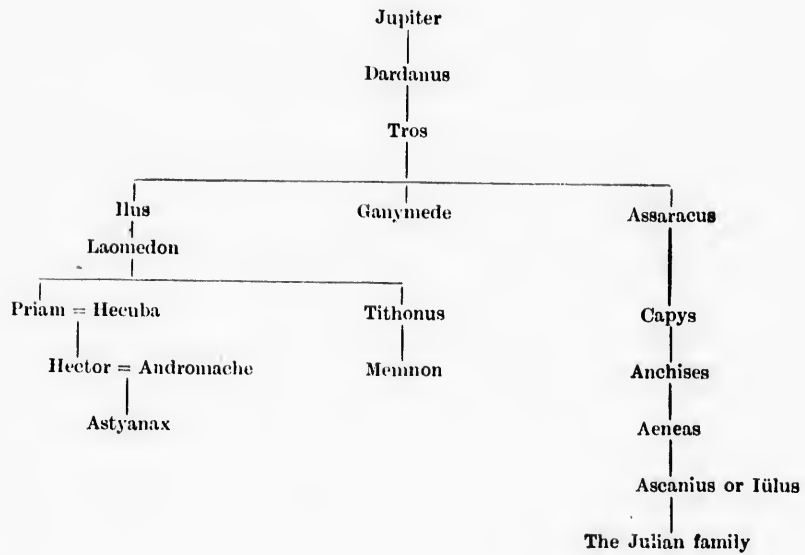 Jupiter
Dardanus
Tros
Ilus Ganymede Assaracus
Laomedon
Priam = Hecuba Tithonus Capys
Hector = Andromache Memnon Anchises
Astyanax Aeneas
Ascanius or Iülus
The Julian family